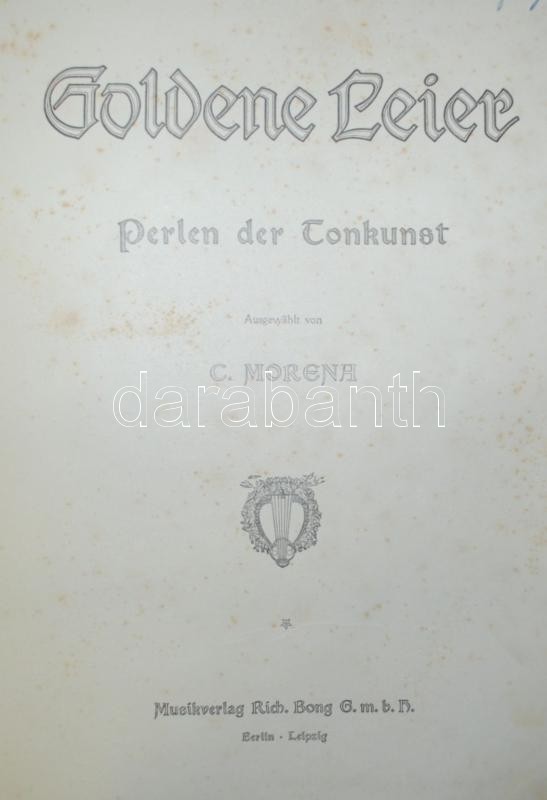 Goldene Leier
Perlen der Tonkunst
Ausgewählt von
C. MORENA
darabanth
Musikverlag Rich. Bong G. m. b. H.
Berlin · Leipzig